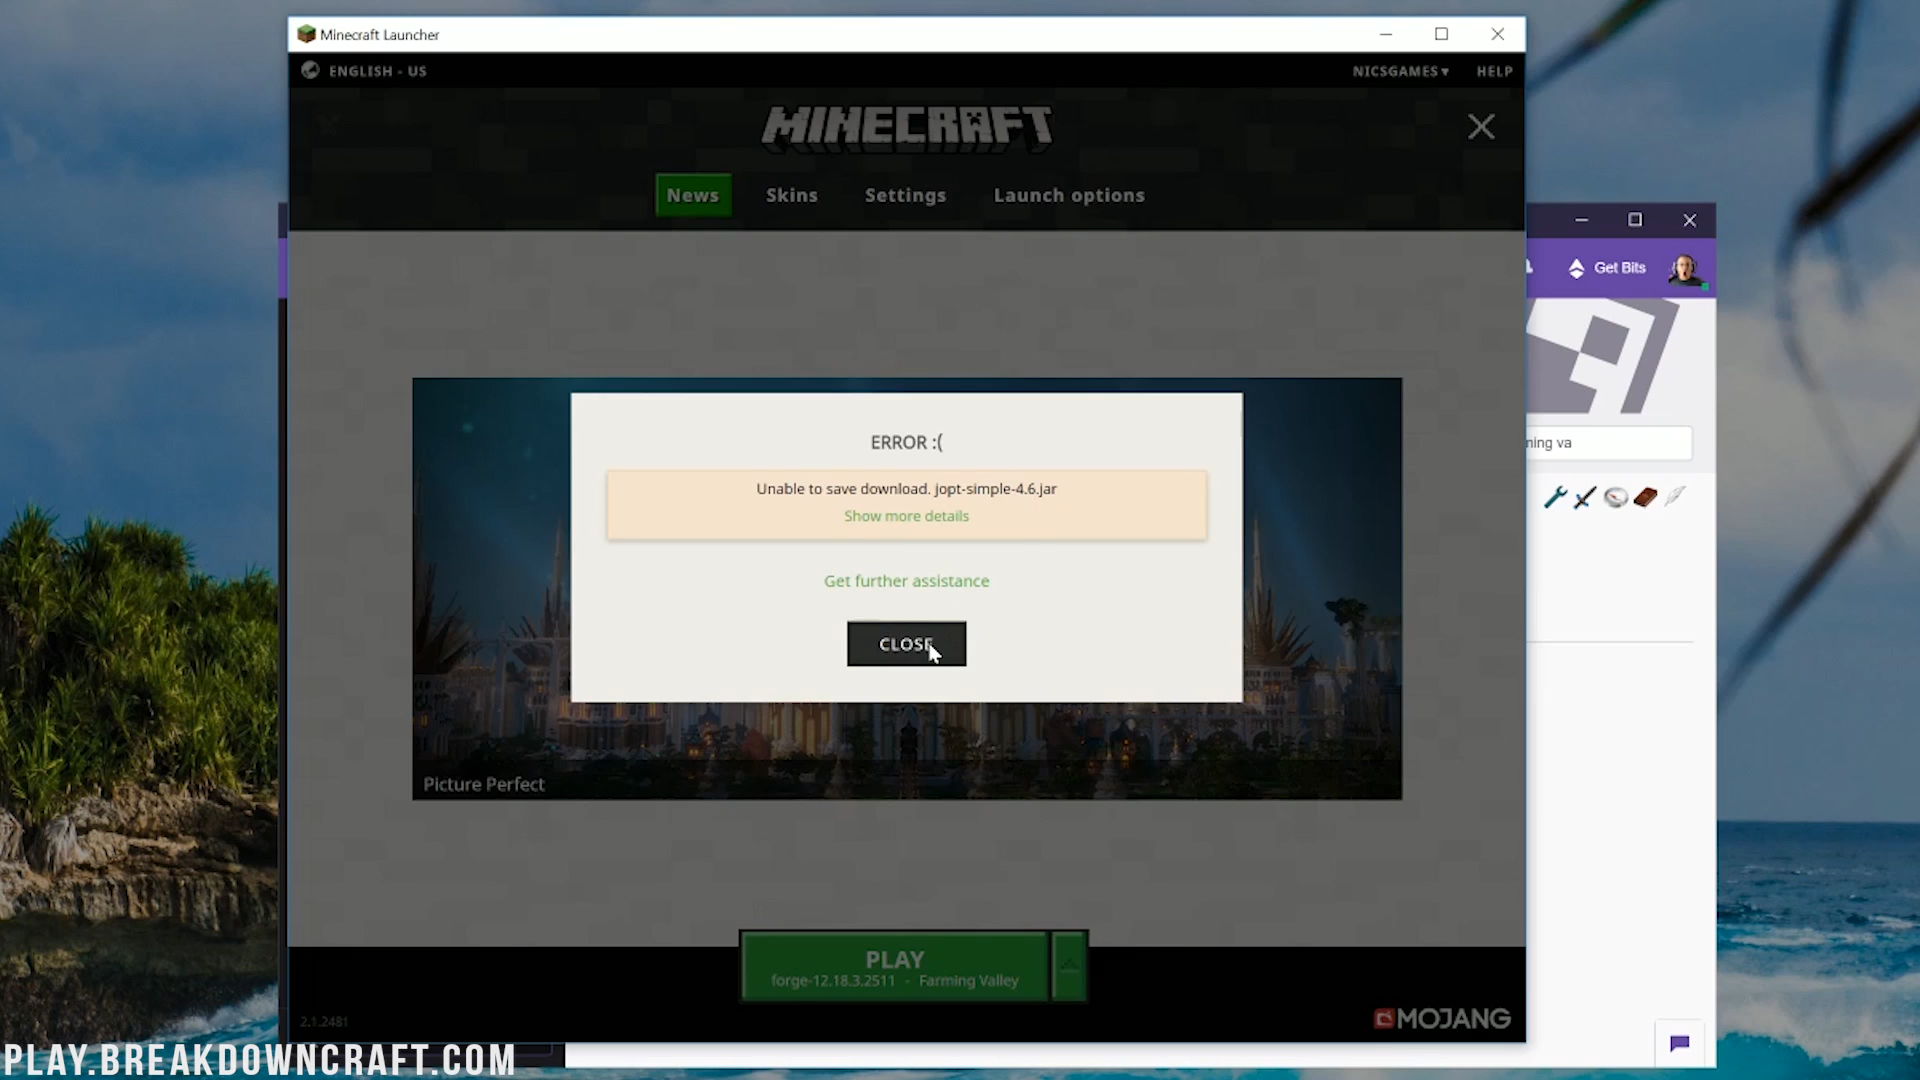 Minecraft Launcher
ENGLISH - US
NICSGAMES▾ HELP
MINECRAFT
News Skins Settings Launch options
Get Bits
ERROR :(
ning va
Unable to save download. jopt-simple-4.6.jar
Show more details
Get further assistance
CLOSE
Picture Perfect
PLAY
forge-12.18.3.2511 - Farming Valley
2.1.2481
MOJANG
PLAY.BREAKDOWNCRAFT.COM